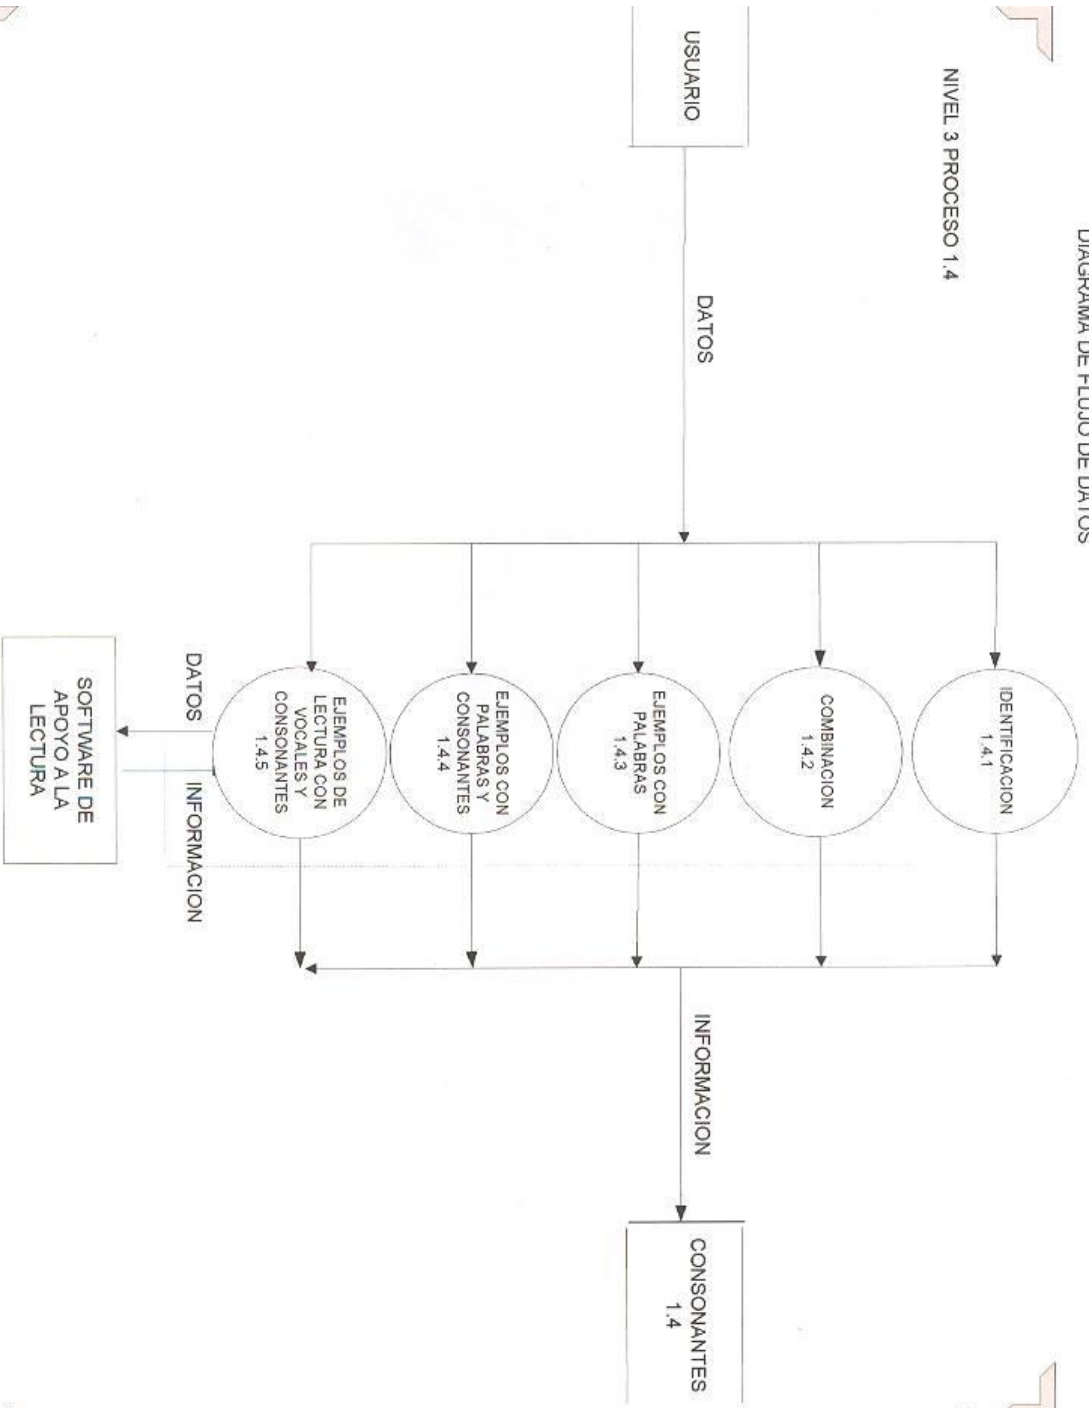 DIAGRAMA DE FLUJO DE DATOS
NIVEL 3 PROCESO 1.4
USUARIO
DATOS
IDENTIFICACION
1.4.1
COMBINACION
1.4.2
EJEMPLOS CON
PALABRAS
1.4.3
EJEMPLOS CON
PALABRAS Y
CONSONANTES
1.4.4
EJEMPLOS DE
LECTURA CON
VOCALES Y
CONSONANTES
1.4.5
INFORMACION
CONSONANTES
1.4
DATOS
INFORMACION
SOFTWARE DE
APOYO A LA
LECTURA